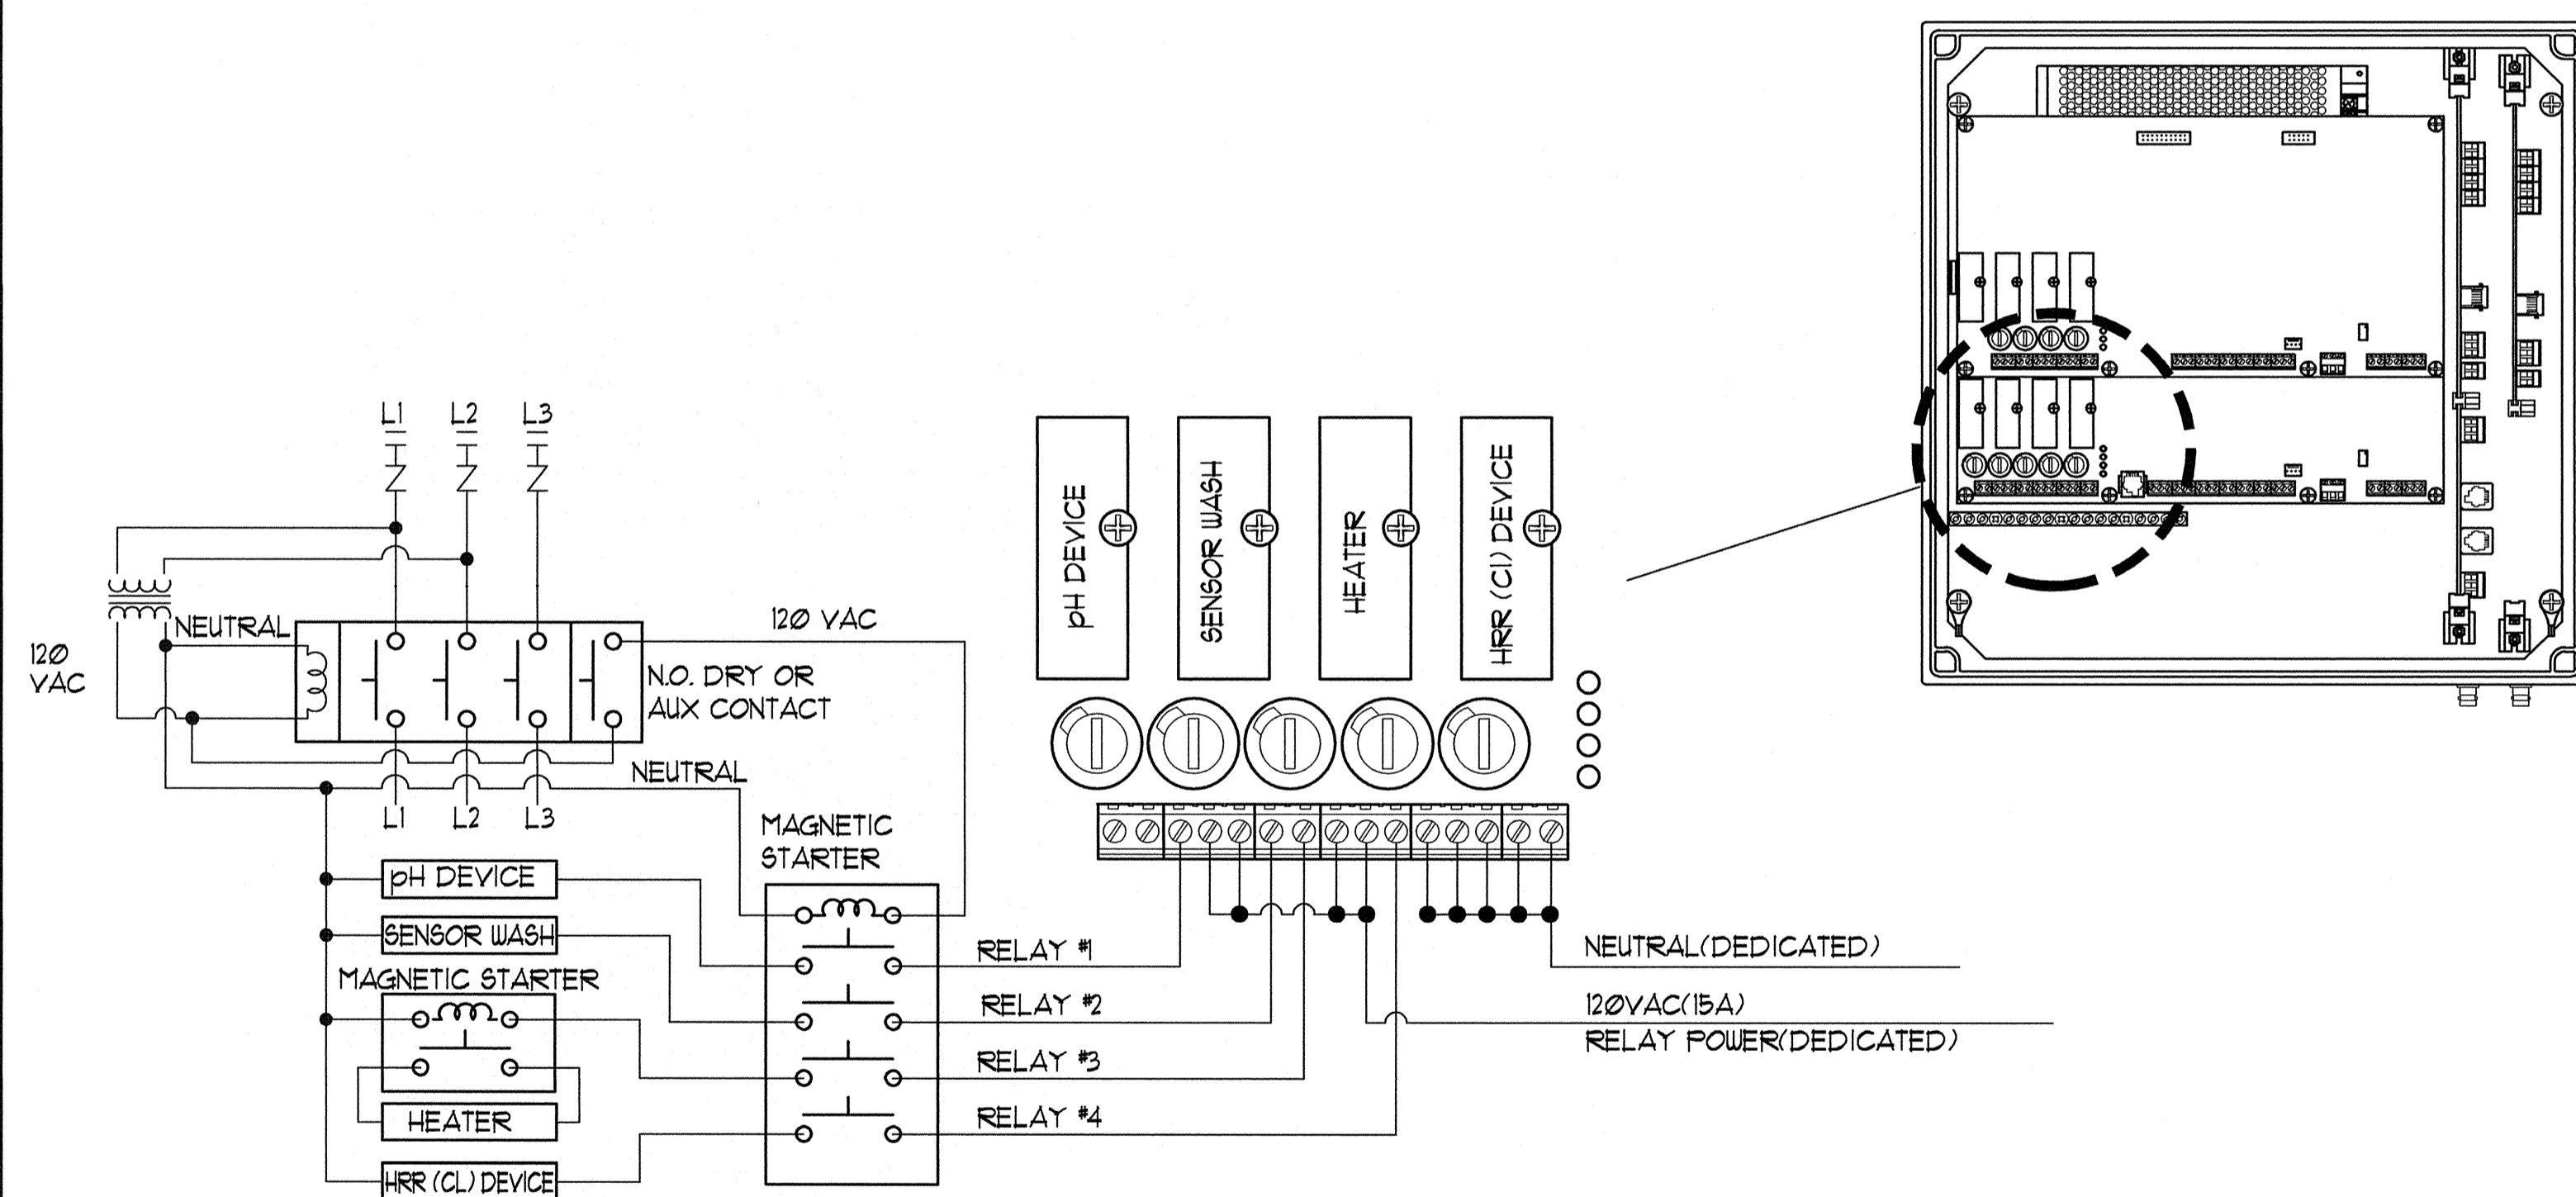 L1 L2 L3
NEUTRAL
120
VAC
120 VAC
N.O. DRY OR
AUX CONTACT
NEUTRAL
L1 L2 L3
MAGNETIC
STARTER
pH DEVICE
SENSOR WASH
MAGNETIC STARTER
HEATER
HRR (CL) DEVICE
RELAY #1
RELAY #2
RELAY #3
RELAY #4
pH DEVICE
SENSOR WASH
HEATER
HRR (Cl) DEVICE
NEUTRAL(DEDICATED)
120VAC(15A)
RELAY POWER(DEDICATED)